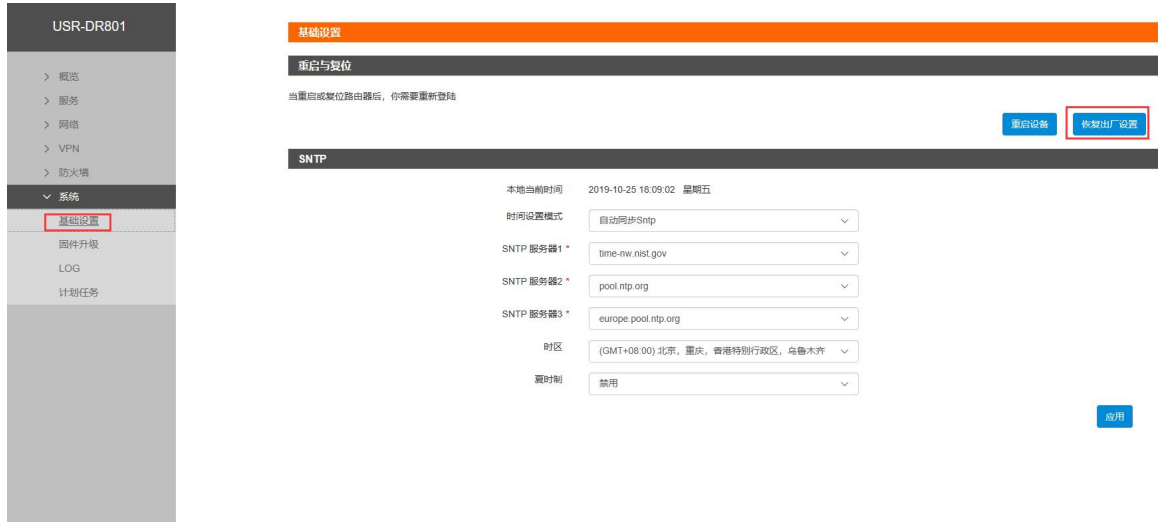 USR-DR801
概览
服务
网络
VPN
防火墙
系统
基础设置
固件升级
LOG
计划任务
基础设置
重启与复位
当重启或复位路由器后，你需要重新登陆
重启设备 恢复出厂设置
SNTP
本地当前时间 2019-10-25 18:09:02 星期五
时间设置模式 自动同步Sntp
SNTP 服务器1 * time-nw.nist.gov
SNTP 服务器2 * pool.ntp.org
SNTP 服务器3 * europe.pool.ntp.org
时区 (GMT+08:00) 北京，重庆，香港特别行政区，乌鲁木齐
夏时制 禁用
应用